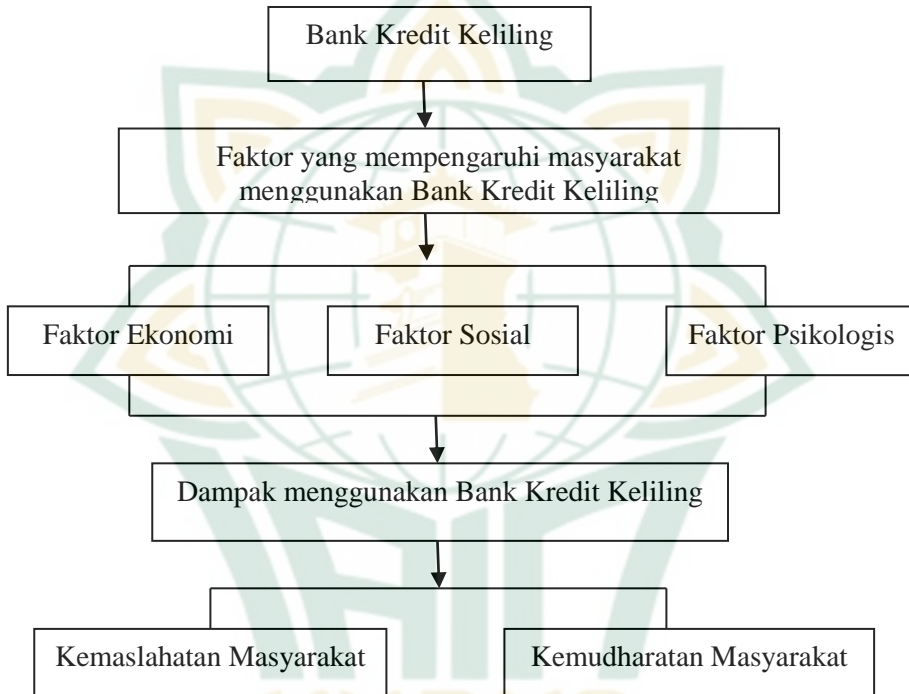 Bank Kredit Keliling
Faktor yang mempengaruhi masyarakat
menggunakan Bank Kredit Keliling
Faktor Ekonomi
Faktor Sosial
Faktor Psikologis
Dampak menggunakan Bank Kredit Keliling
Kemaslahatan Masyarakat
Kemudharatan Masyarakat